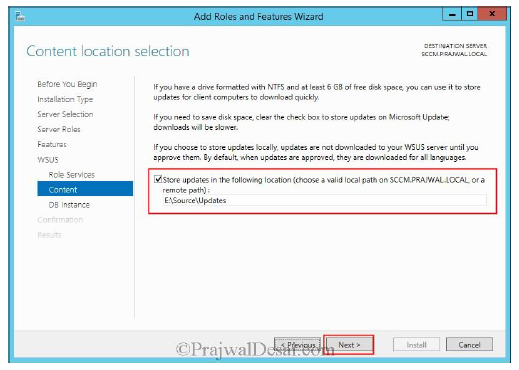 Add Roles and Features Wizard
Content location selection
DESTINATION SERVER
SCCM.PRAJWAL.LOCAL
Before You Begin
Installation Type
Server Selection
Server Roles
Features
WSUS
Role Services
Content
DB Instance
Confirmation
Results
If you have a drive formatted with NTFS and at least 6 GB of free disk space, you can use it to store
updates for client computers to download quickly.
If you need to save disk space, clear the check box to store updates on Microsoft Update;
downloads will be slower.
If you choose to store updates locally, updates are not downloaded to your WSUS server until you
approve them. By default, when updates are approved, they are downloaded for all languages.
Store updates in the following location (choose a valid local path on SCCM.PRAJWAL.LOCAL, or a
remote path) :
E:\Source\Updates
< Previous
Next >
Install
Cancel
©PrajwalDesai.com